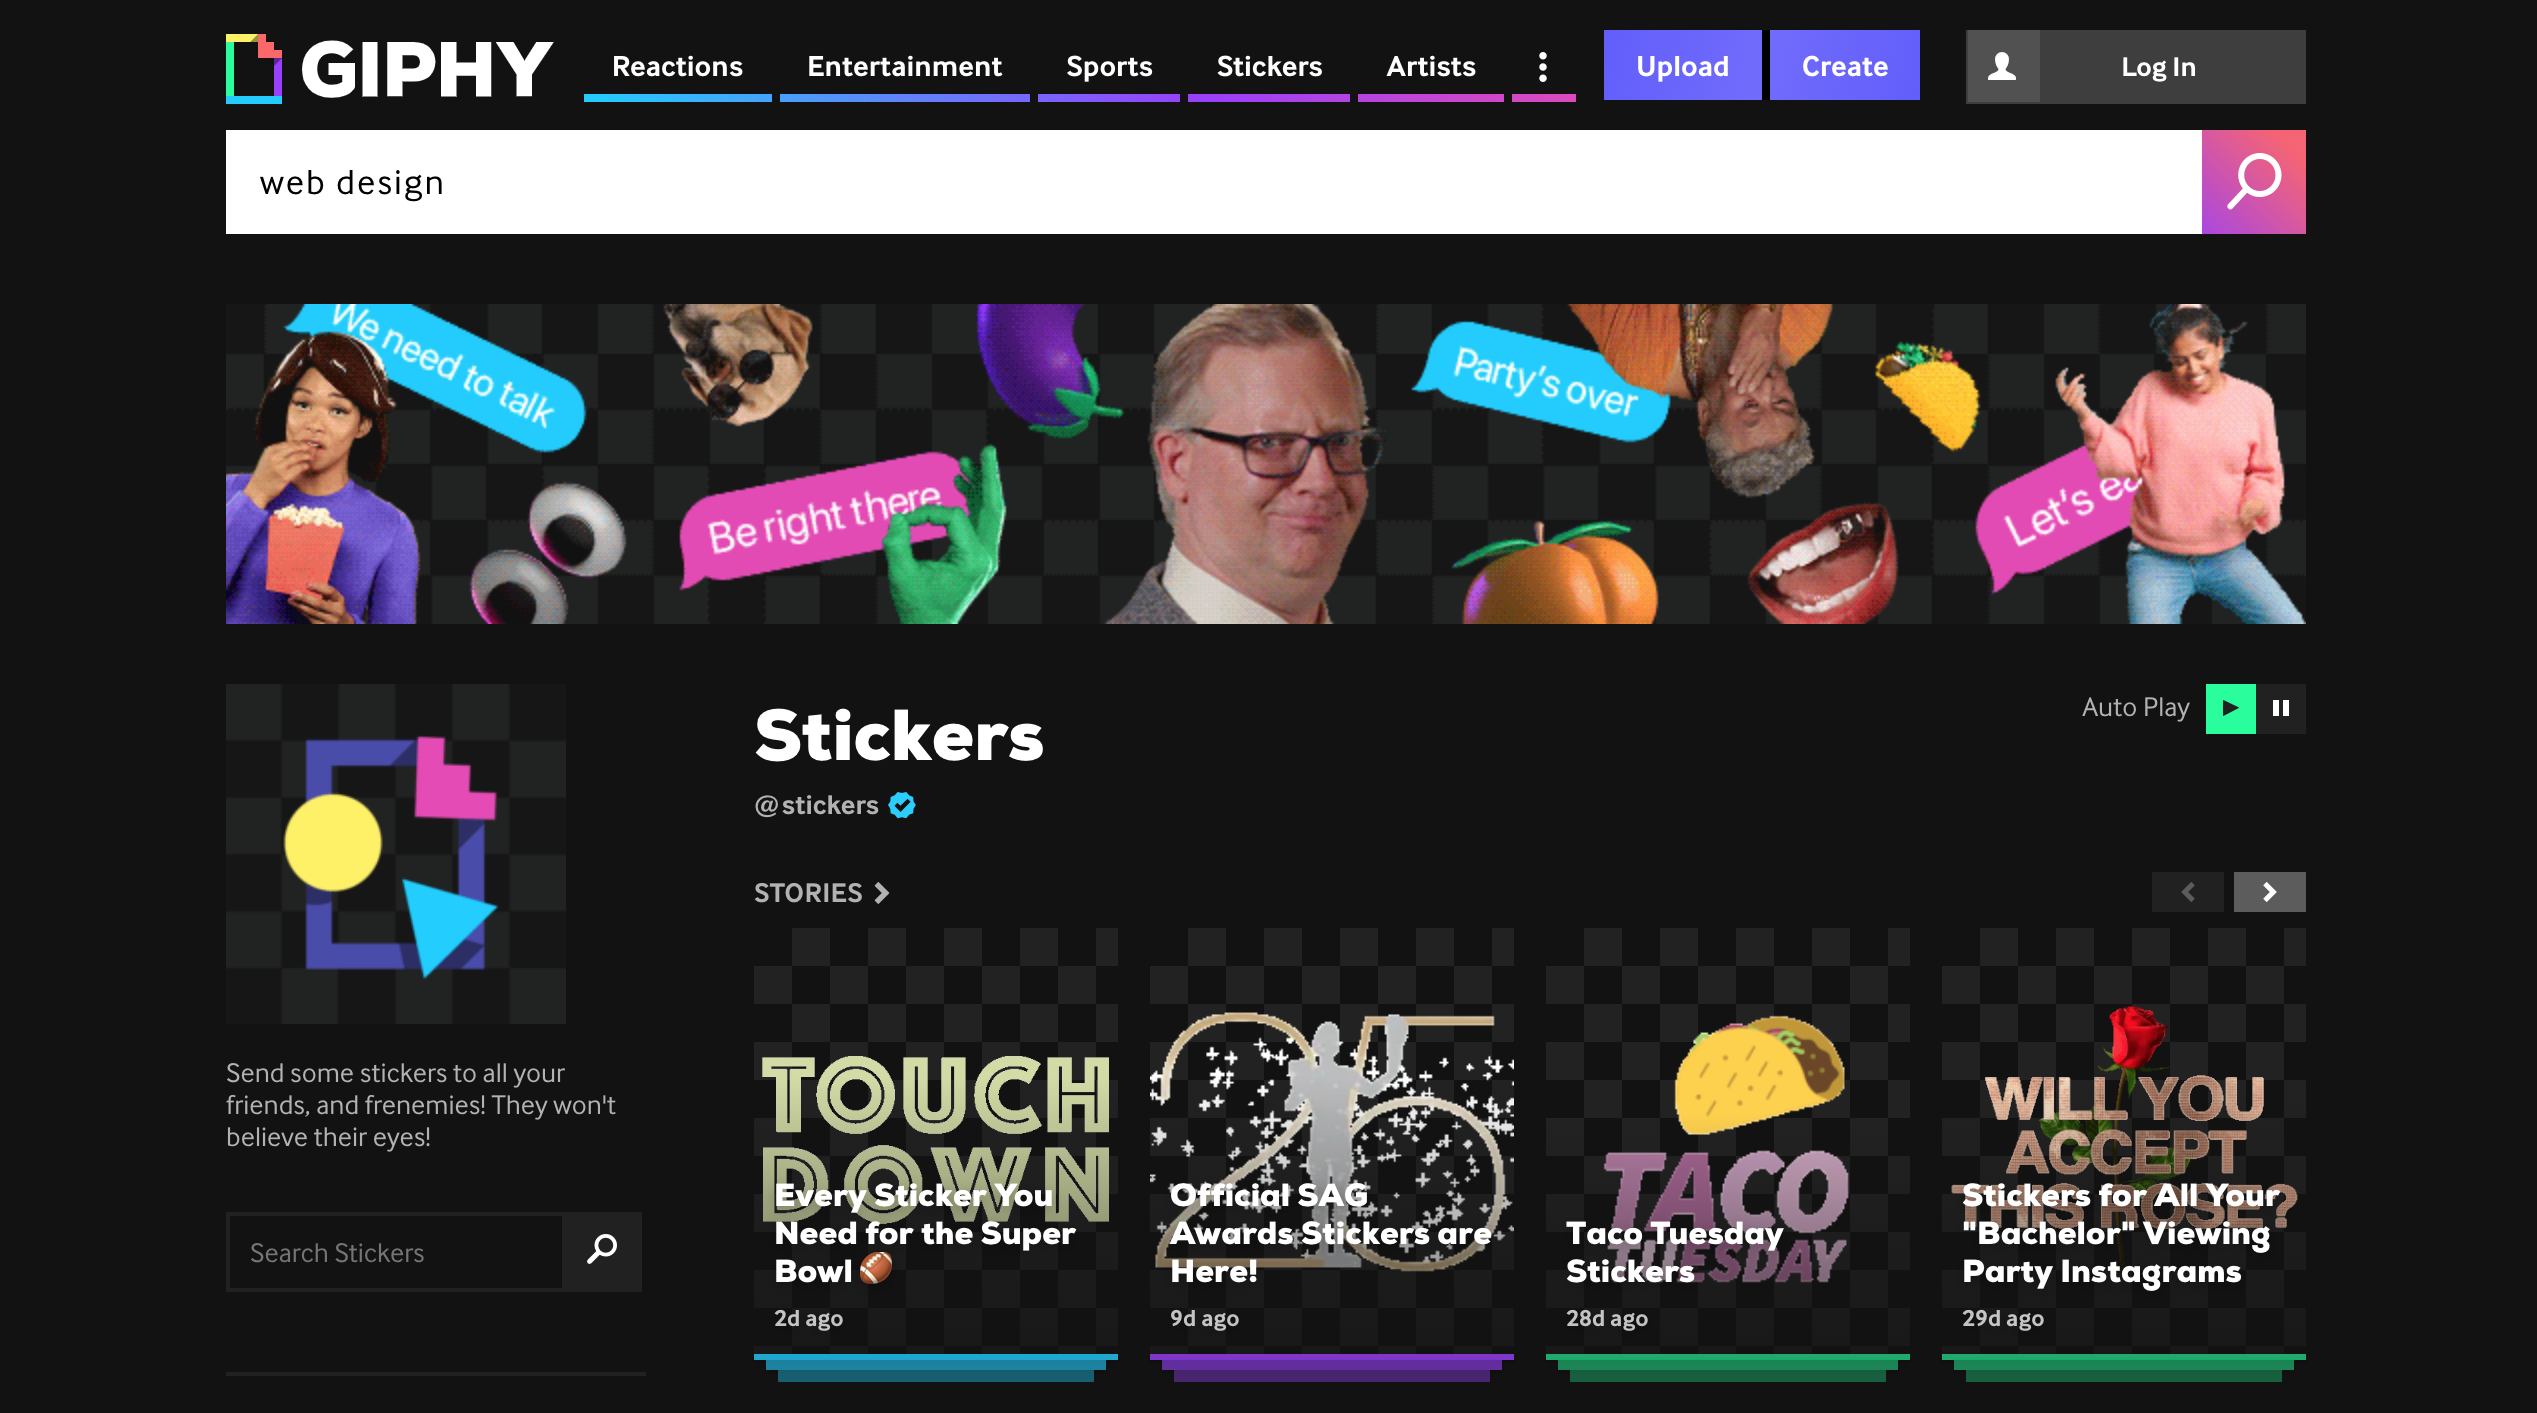 GIPHY
Reactions
Entertainment
Sports
Stickers
Artists
Upload
Create
Log In
web design
We need to talk
Be right there
Party's over
Let's ea
Stickers
@stickers
Auto Play
STORIES
Send some stickers to all your
friends, and frenemies! They won't
believe their eyes!
Search Stickers
TOUCH
DOWN
Every Sticker You
Need for the Super
Bowl 🏈
2d ago
25
Official SAG
Awards Stickers are
Here!
9d ago
TACO
TUESDAY
Taco Tuesday
Stickers
28d ago
WILL YOU
ACCEPT
THIS ROSE?
Stickers for All Your
"Bachelor" Viewing
Party Instagrams
29d ago